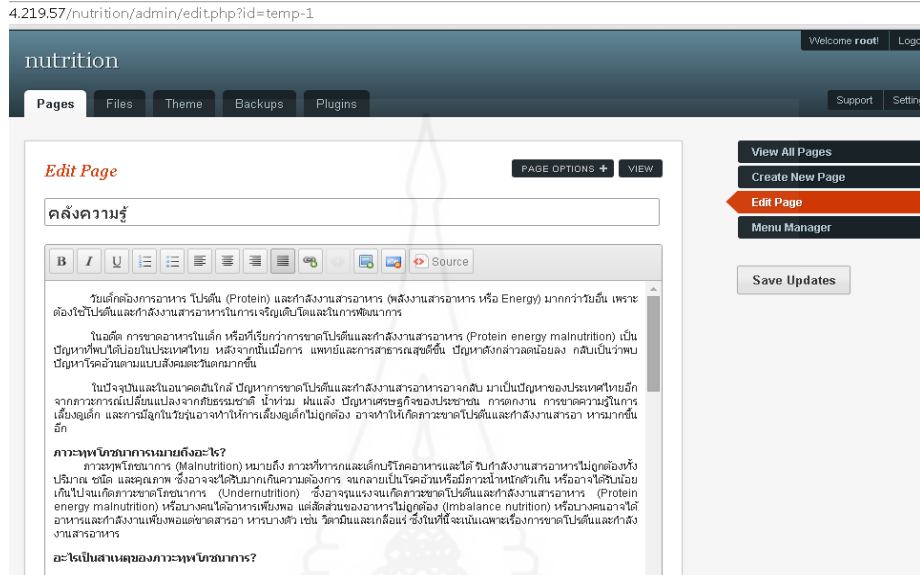 4.219.57/nutrition/admin/edit.php?id=temp-1
Welcome root! Logo
nutrition
Pages Files Theme Backups Plugins
Support Setting
Edit Page
PAGE OPTIONS + VIEW
คลังความรู้
B I U Source
View All Pages
Create New Page
Edit Page
Menu Manager
Save Updates
วัยเด็กต้องการอาหาร โปรตีน (Protein) และกำลังงานสารอาหาร (พลังงานสารอาหาร หรือ Energy) มากกว่าวัยอื่น เพราะ
ต้องใช้โปรตีนและกำลังงานสารอาหารในการเจริญเติบโตและในการพัฒนาการ
ในอดีต การขาดอาหารในเด็ก หรือที่เรียกว่าการขาดโปรตีนและกำลังงานสารอาหาร (Protein energy malnutrition) เป็น
ปัญหาที่พบได้บ่อยในประเทศไทย หลังจากนั้นเมื่อการ แพทย์และการสาธารณสุขดีขึ้น ปัญหาดังกล่าวลดน้อยลง กลับเป็นว่าพบ
ปัญหาโรคอ้วนตามแบบสังคมตะวันตกมากขึ้น
ในปัจจุบันและในอนาคตอันใกล้ ปัญหาการขาดโปรตีนและกำลังงานสารอาหารอาจกลับ มาเป็นปัญหาของประเทศไทยอีก
จากภาวะการณ์เปลี่ยนแปลงจากภัยธรรมชาติ น้ำท่วม ฝนแล้ง ปัญหาเศรษฐกิจของประชาชน การตกงาน การขาดความรู้ในการ
เลี้ยงดูเด็ก และการมีลูกในวัยรุ่นอาจทำให้การเลี้ยงดูเด็กไม่ถูกต้อง อาจทำให้เกิดภาวะขาดโปรตีนและกำลังงานสารอา หารมากขึ้น
อีก
ภาวะทุพโภชนาการหมายถึงอะไร?
ภาวะทุพโภชนาการ (Malnutrition) หมายถึง ภาวะที่ทารกและเด็กบริโภคอาหารและได้ รับกำลังงานสารอาหารไม่ถูกต้องทั้ง
ปริมาณ ชนิด และคุณภาพ ซึ่งอาจจะได้รับมากเกินความต้องการ จนกลายเป็นโรคอ้วนหรือมีภาวะน้ำหนักตัวเกิน หรืออาจได้รับน้อย
เกินไปจนเกิดภาวะขาดโภชนาการ (Undernutrition) ซึ่งอาจรุนแรงจนเกิดภาวะขาดโปรตีนและกำลังงานสารอาหาร (Protein
energy malnutrition) หรือบางคนได้อาหารเพียงพอ แต่สัดส่วนของอาหารไม่ถูกต้อง (Imbalance nutrition) หรือบางคนอาจได้
อาหารและกำลังงานเพียงพอแต่ขาดสารอา หารบางตัว เช่น วิตามินและเกลือแร่ ซึ่งในที่นี้จะเน้นเฉพาะเรื่องการขาดโปรตีนและกำลัง
งานสารอาหาร
อะไรเป็นสาเหตุของภาวะทุพโภชนาการ?